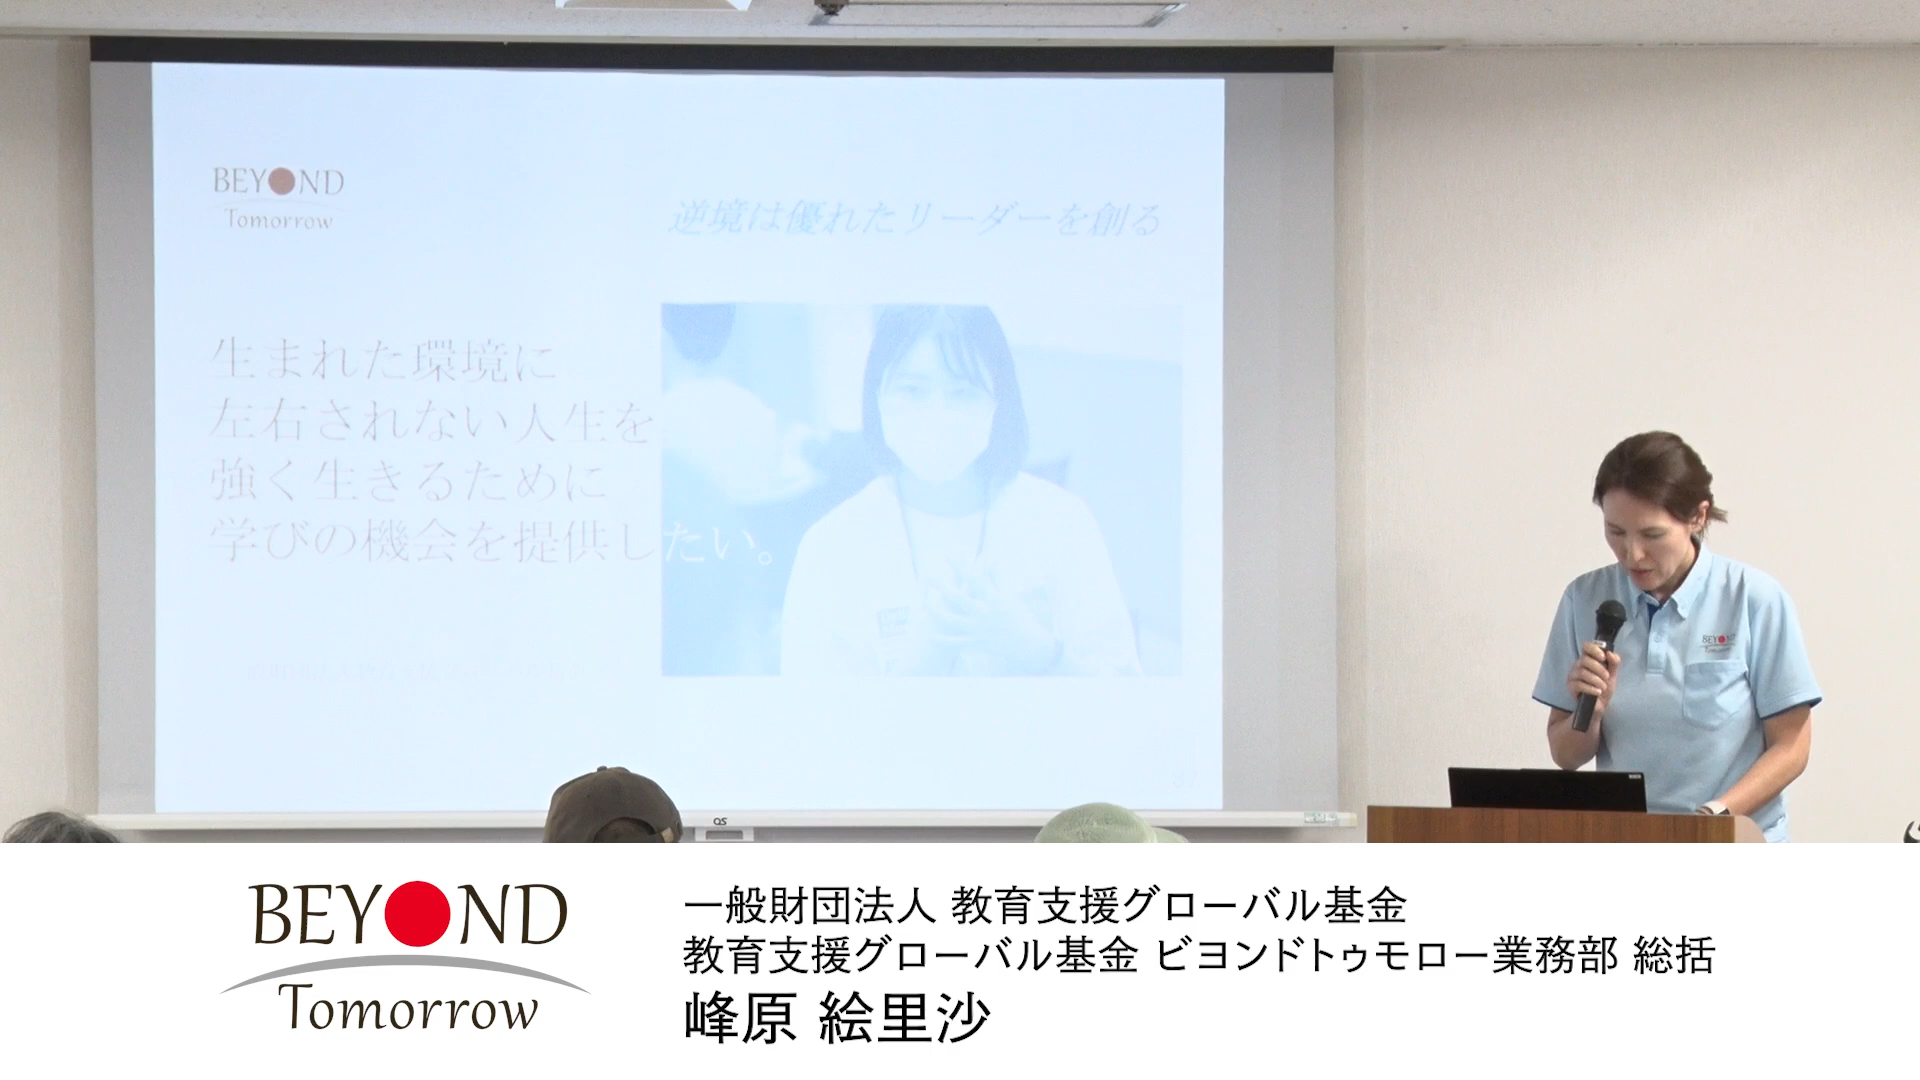 BEYOND
Tomorrow
逆境は優れたリーダーを創る
生まれた環境に
左右されない人生を
強く生きるために
学びの機会を提供したい。
QS
BEYOND
Tomorrow
BEYOND
Tomorrow
一般財団法人 教育支援グローバル基金
教育支援グローバル基金 ビヨンドトゥモロー業務部 総括
峰原 絵里沙